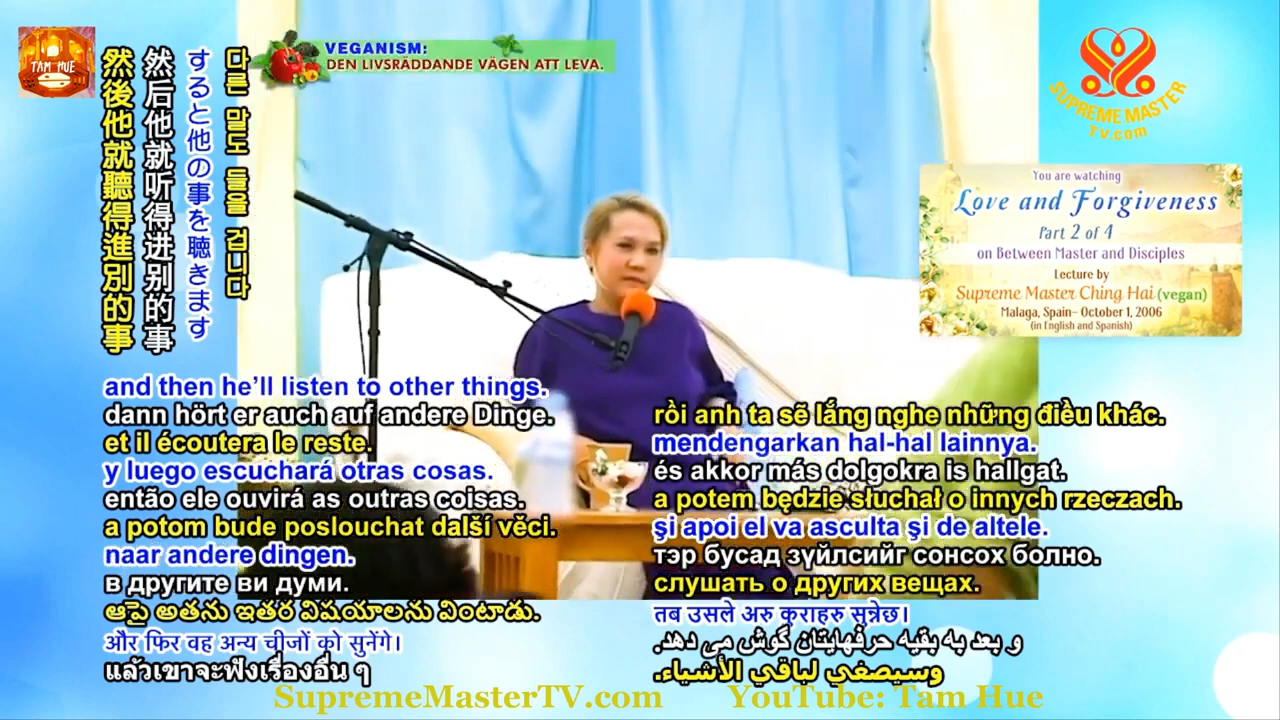 TAM HUE
VEGANISM:
DEN LIVSRÄDDANDE VÄGEN ATT LEVA.
SUPREME MASTER
TV.com
You are watching
Love and Forgiveness
Part 2 of 4
on Between Master and Disciples
Lecture by
Supreme Master Ching Hai (vegan)
Malaga, Spain– October 1, 2006
(in English and Spanish)
다른 말도 들을 겁니다
すると他の事を聴きます
然后他就听得进别的事
然後他就聽得進別的事
and then he’ll listen to other things.
dann hört er auch auf andere Dinge.
et il écoutera le reste.
y luego escuchará otras cosas.
então ele ouvirá as outras coisas.
a potom bude poslouchat další věci.
naar andere dingen.
в другите ви думи.
ఆపై అతను ఇతర విషయాలను వింటాడు.
और फिर वह अन्य चीजों को सुनेंगे।
แล้วเขาจะฟังเรื่องอื่น ๆ
rồi anh ta sẽ lắng nghe những điều khác.
mendengarkan hal-hal lainnya.
és akkor más dolgokra is hallgat.
a potem będzie słuchał o innych rzeczach.
şi apoi el va asculta şi de altele.
тэр бусад зүйлсийг сонсох болно.
слушать о других вещах.
तब उसले अरु कुराहरु सुन्नेछ।
و بعد به بقیه حرفهایتان گوش می دهد.
وسيصغي لباقي الأشياء.
SupremeMasterTV.com
YouTube: Tam Hue